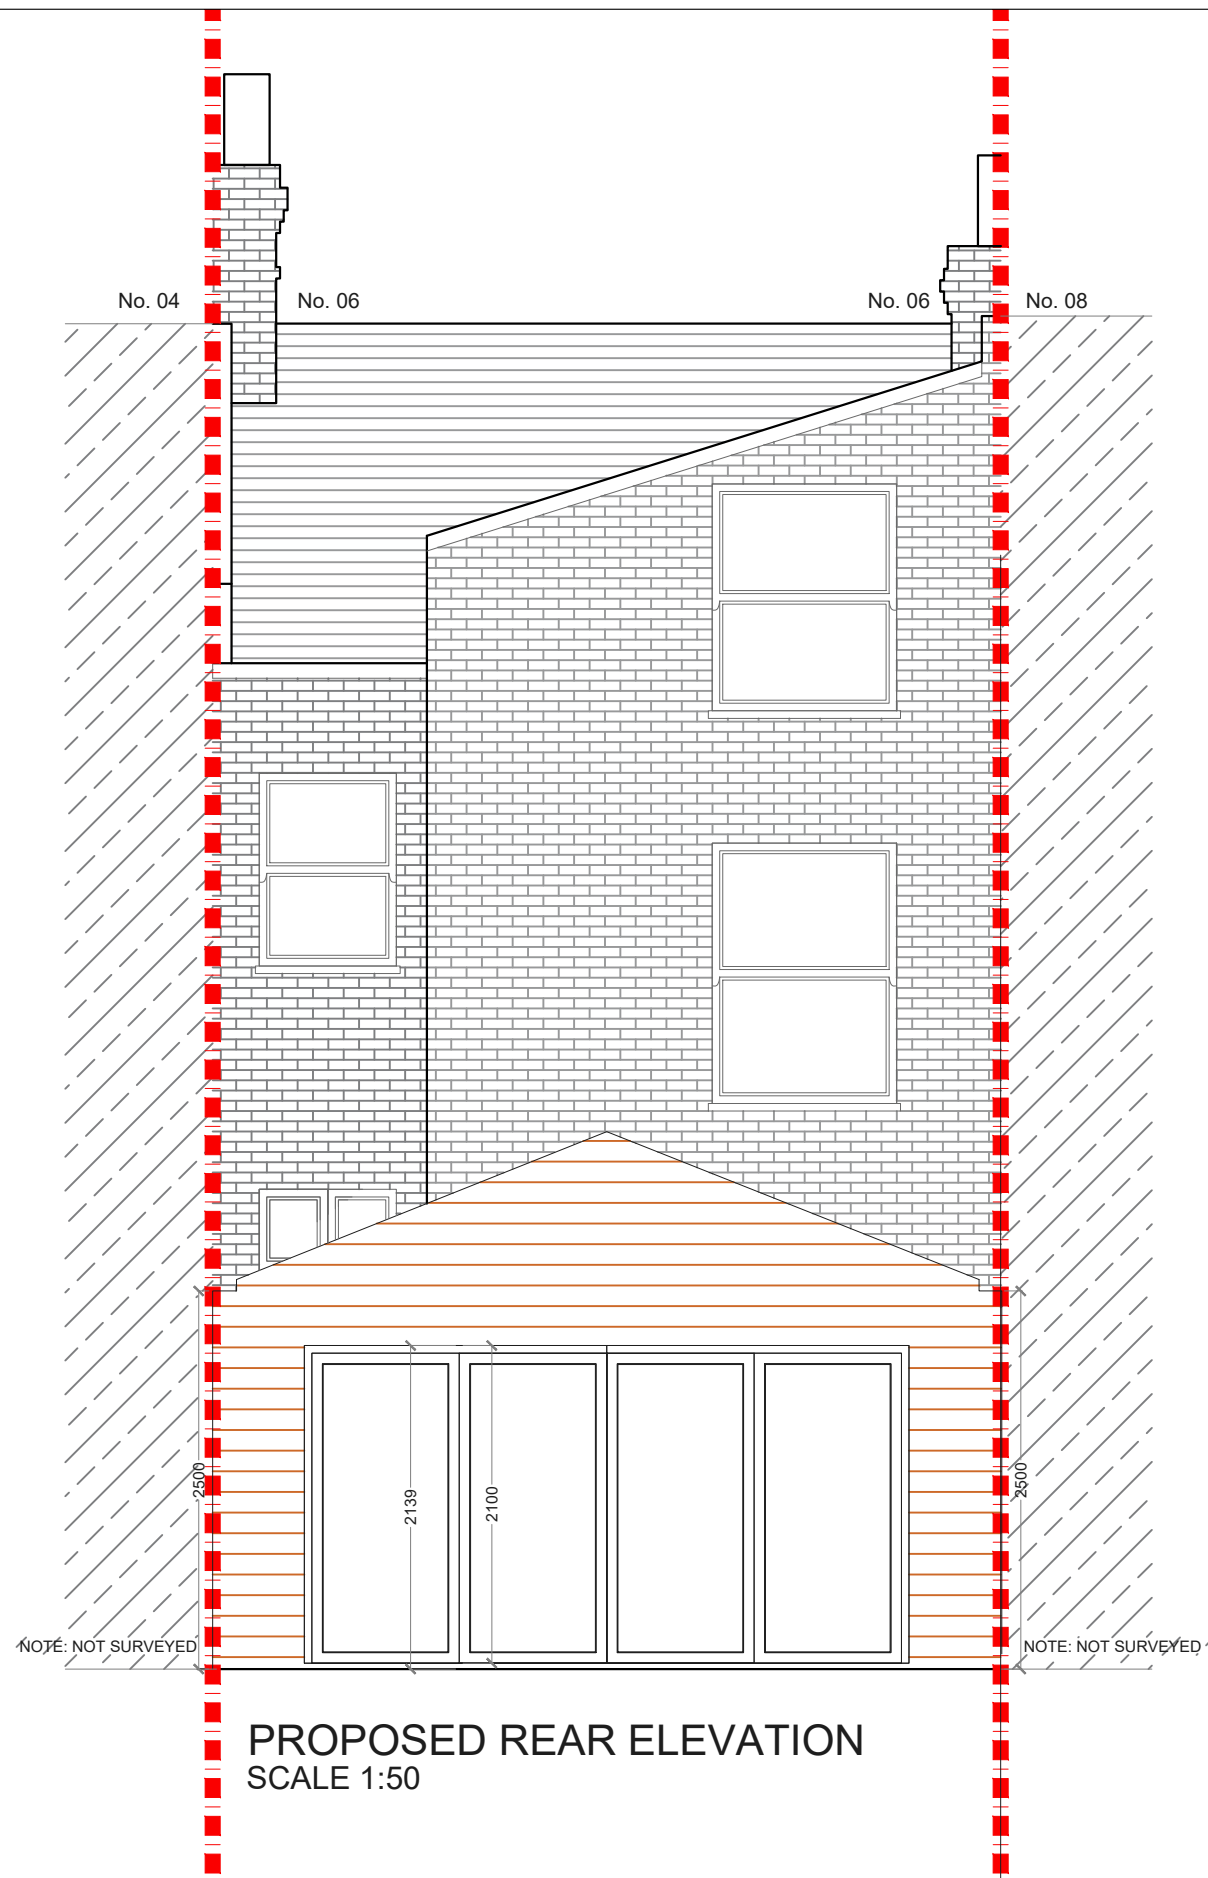 No. 04
No. 06
No. 06
No. 08
2500
2139
2100
2500
NOTE: NOT SURVEYED
NOTE: NOT SURVEYED
PROPOSED REAR ELEVATION
SCALE 1:50